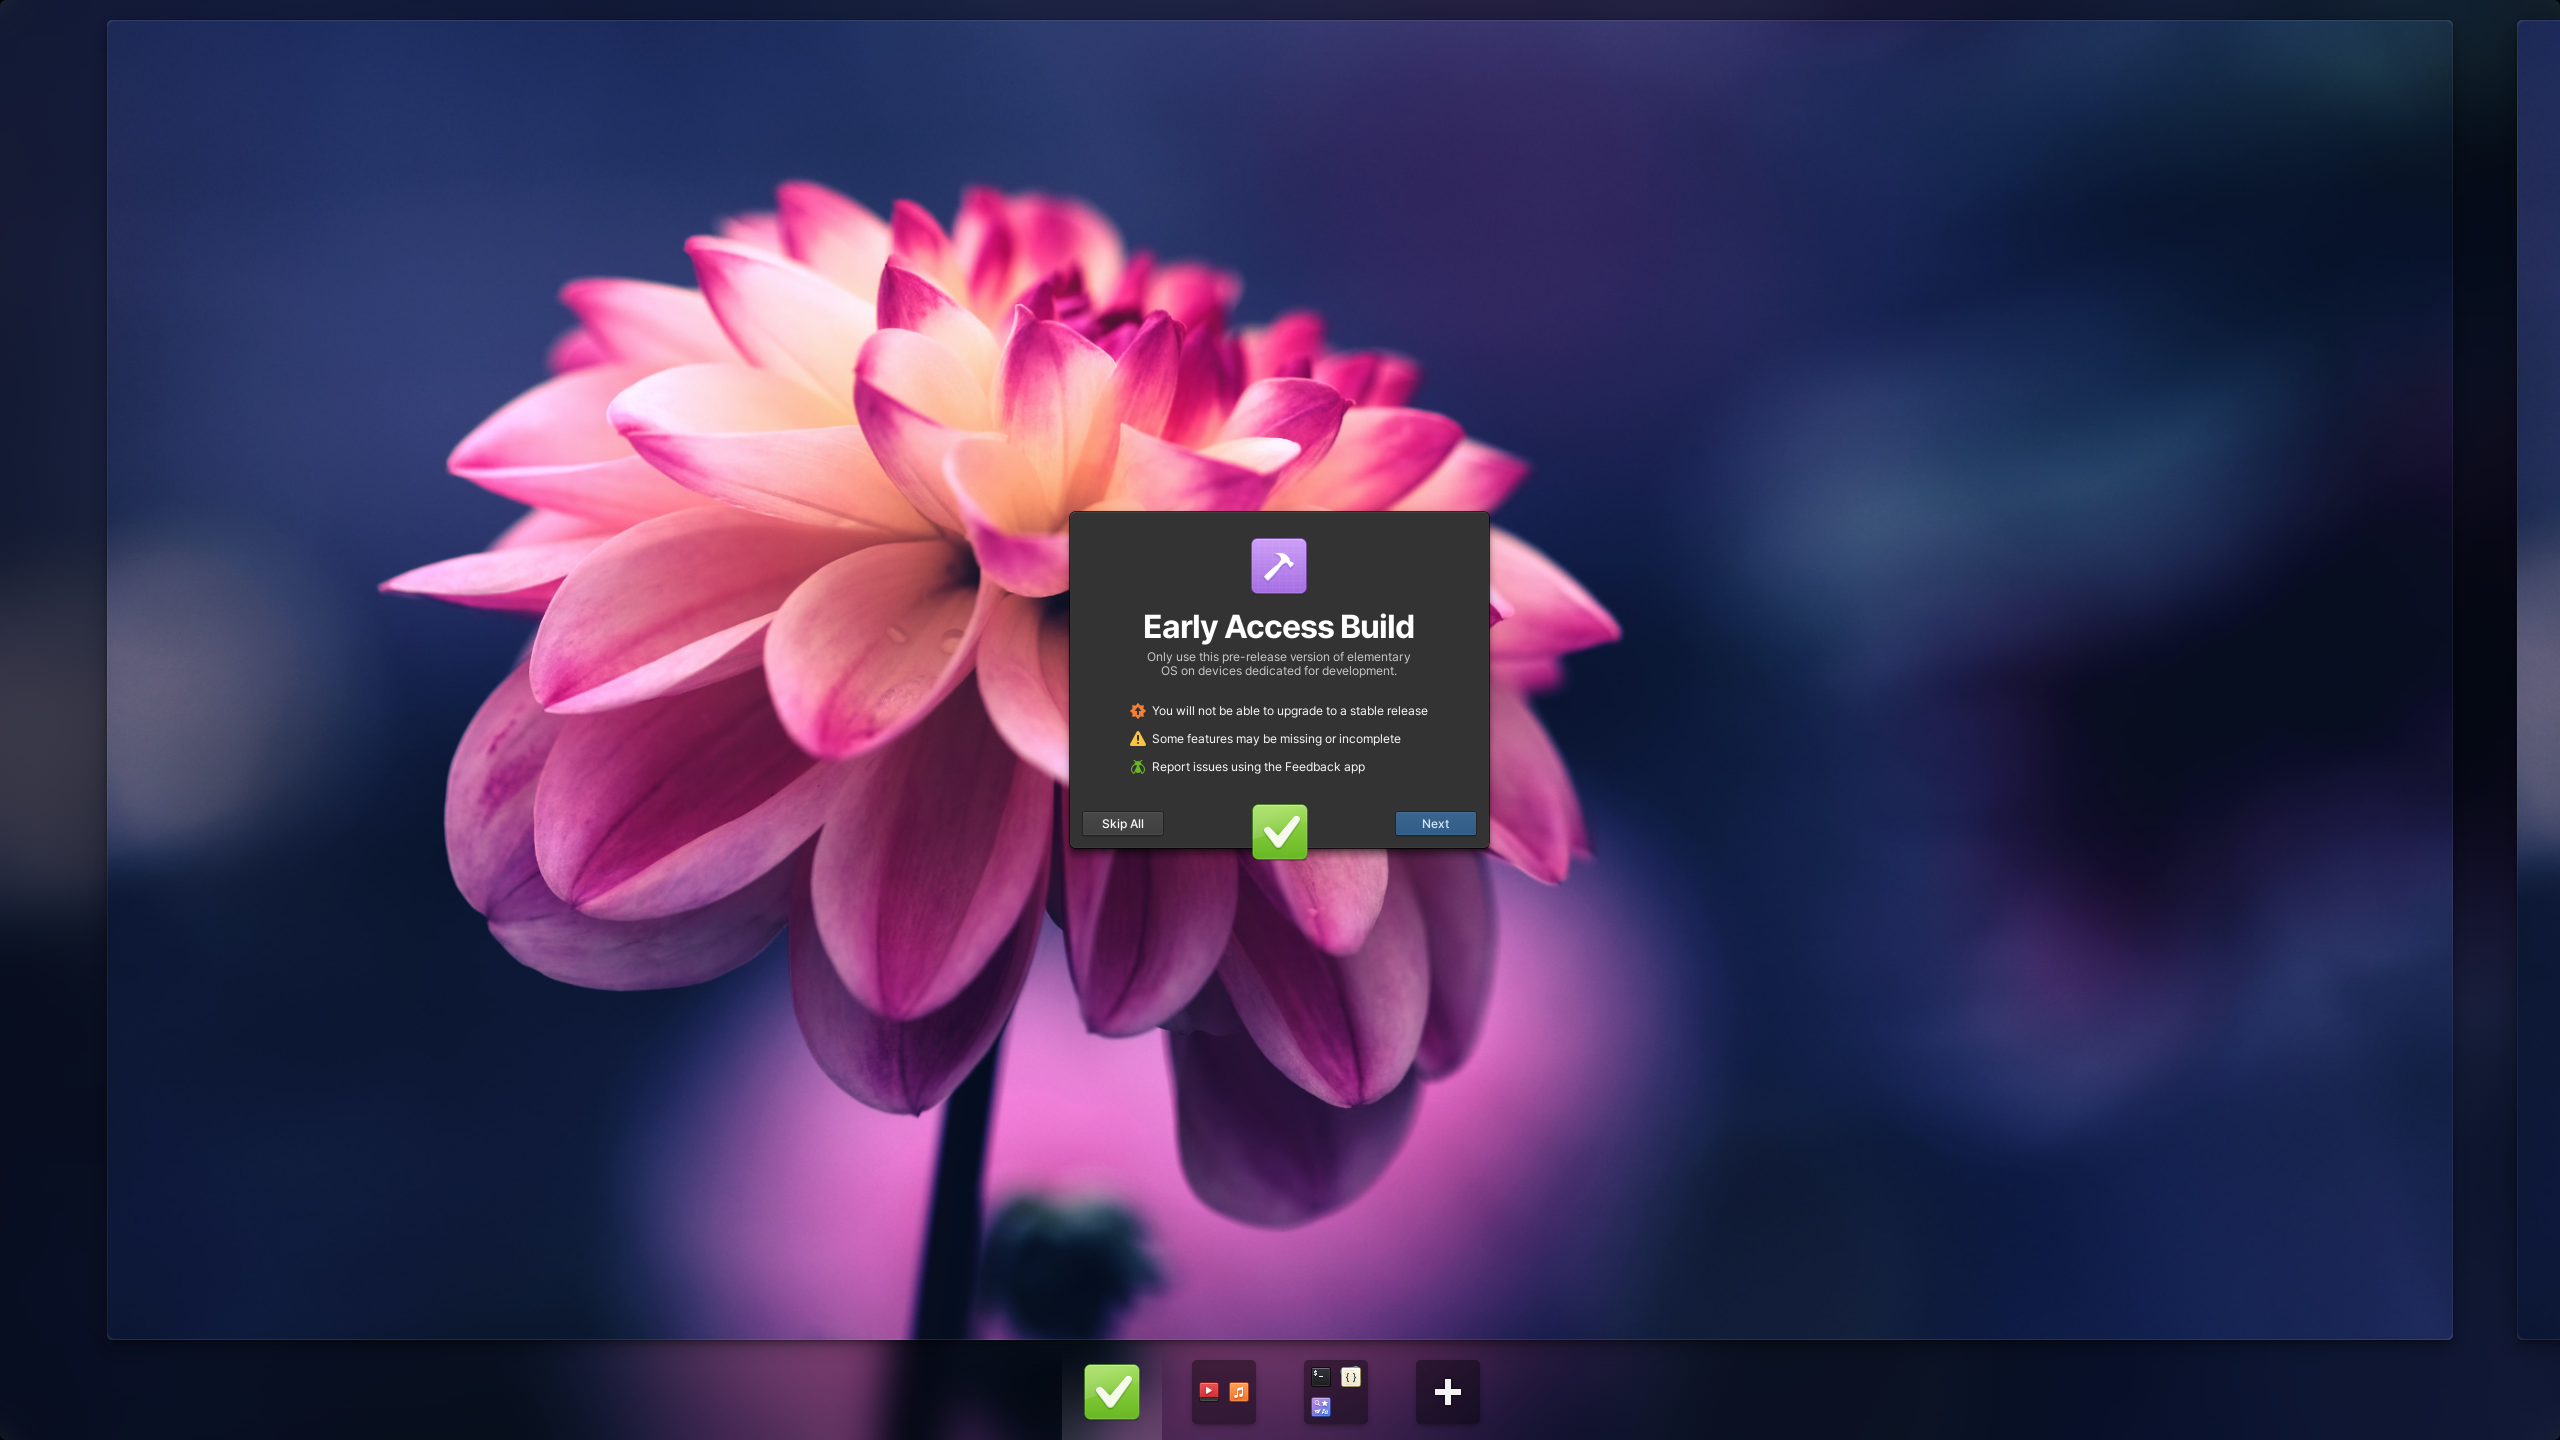 Early Access Build
Only use this pre-release version of elementary
OS on devices dedicated for development.
You will not be able to upgrade to a stable release
Some features may be missing or incomplete
Report issues using the Feedback app
Skip All
Next